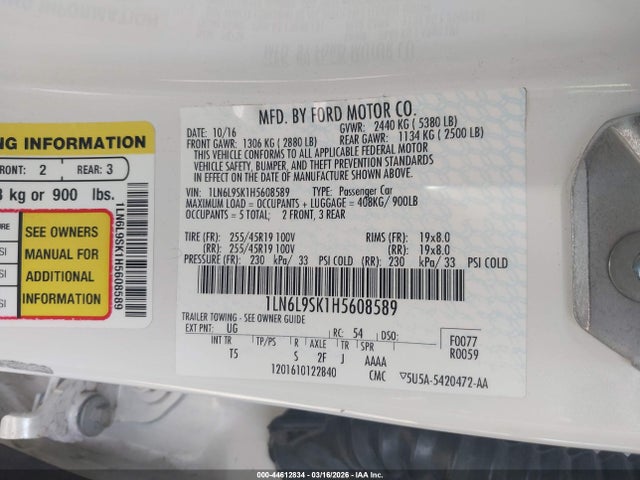 MFD. BY FORD MOTOR CO.
10/16
GVWR: 2440 KG ( 5380 LB)
FRONT GAWR: 1306 KG ( 2880 LB)
REAR GAWR: 1134 KG ( 2500 LB)
THIS VEHICLE CONFORMS TO ALL APPLICABLE FEDERAL MOTOR
VEHICLE SAFETY, BUMPER, AND THEFT PREVENTION STANDARDS
IN EFFECT ON THE DATE OF MANUFACTURE SHOWN ABOVE.
VIN: 1LN6L9SK1H5608589 TYPE: Passenger Car
MAXIMUM LOAD = OCCUPANTS + LUGGAGE = 408KG/ 900LB
OCCUPANTS = 5 TOTAL; 2 FRONT, 3 REAR
TIRE (FR): 255/45R19 100V RIMS (FR): 19x8.0
(RR): 255/45R19 100V (RR): 19x8.0
PRESSURE (FR): 230 kPa/ 33 PSI COLD (RR): 230 kPa/ 33 PSI COLD
1LN6L9SK1H5608589
TRAILER TOWING - SEE OWNER GUIDE
EXT PNT: UG RC: 54 DSO:
INT TR TP/PS R AXLE TR SPR
T5 S 2F J AAAA
1201610122840 CMC 5U5A-5420472-AA
F0077
R0059
NG INFORMATION
FRONT: 2 REAR: 3
3 kg or 900 lbs.
SEE OWNERS
MANUAL FOR
ADDITIONAL
INFORMATION
SI
SI
SI
1LN6L9SK1H5608589
000-44612834 | 03/16/2026 - IAA Inc.